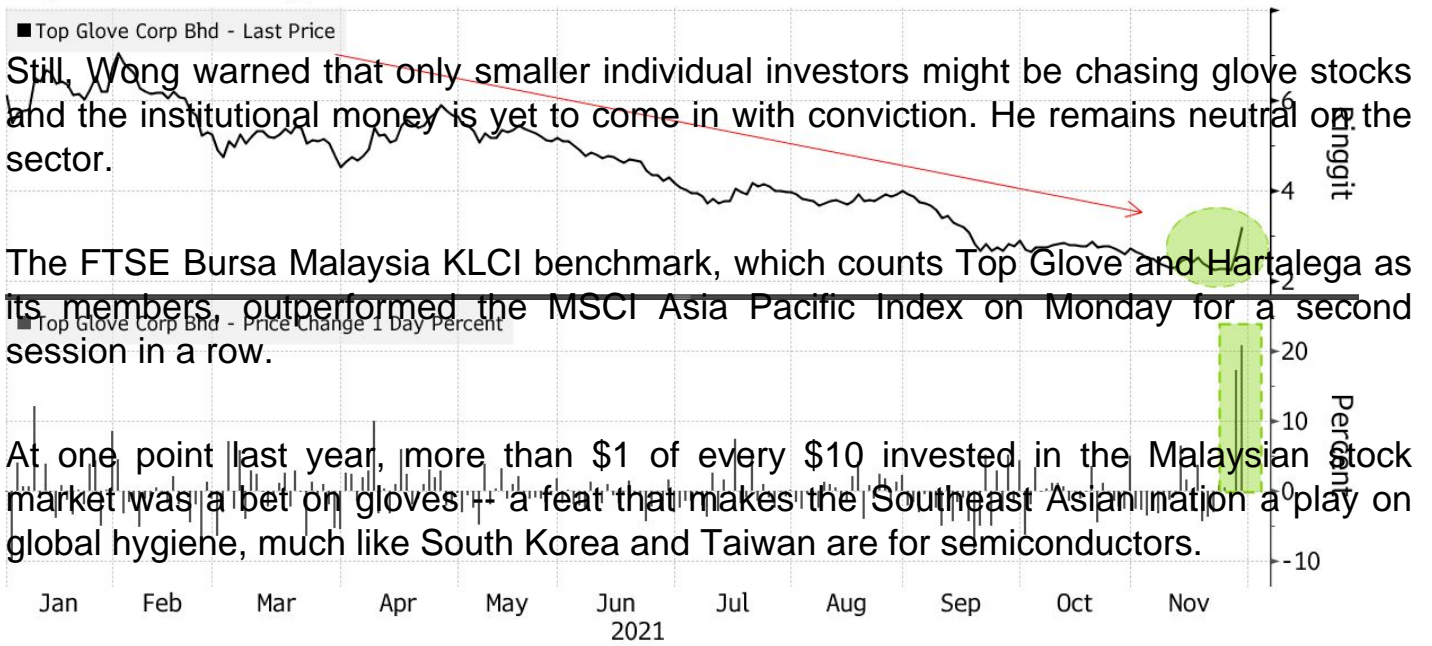 Top Glove Corp Bhd - Last Price
Still, Wong warned that only smaller individual investors might be chasing glove stocks
and the institutional money is yet to come in with conviction. He remains neutral on the
sector.
6
Ringgit
4
The FTSE Bursa Malaysia KLCI benchmark, which counts Top Glove and Hartalega as
2
its members, outperformed the MSCI Asia Pacific Index on Monday for a second
Top Glove Corp Bhd - Price Change 1 Day Percent
session in a row.
20
10
Percent
At one point last year, more than $1 of every $10 invested in the Malaysian stock
market was a bet on gloves -- a feat that makes the Southeast Asian nation a play on
0
global hygiene, much like South Korea and Taiwan are for semiconductors.
-10
Jan Feb Mar Apr May Jun Jul Aug Sep Oct Nov
2021